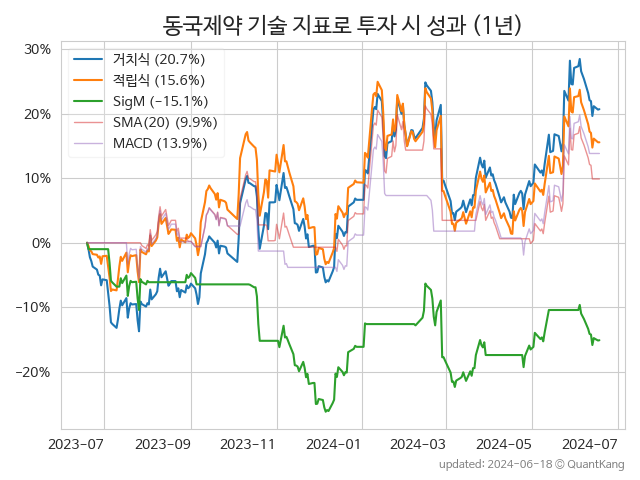 동국제약 기술 지표로 투자 시 성과 (1년)
30%
20%
10%
0%
−10%
−20%
거치식 (20.7%)
적립식 (15.6%)
SigM (−15.1%)
SMA(20) (9.9%)
MACD (13.9%)
2023-07 2023-09 2023-11 2024-01 2024-03 2024-05 2024-07
updated: 2024-06-18 ⓒ QuantKang